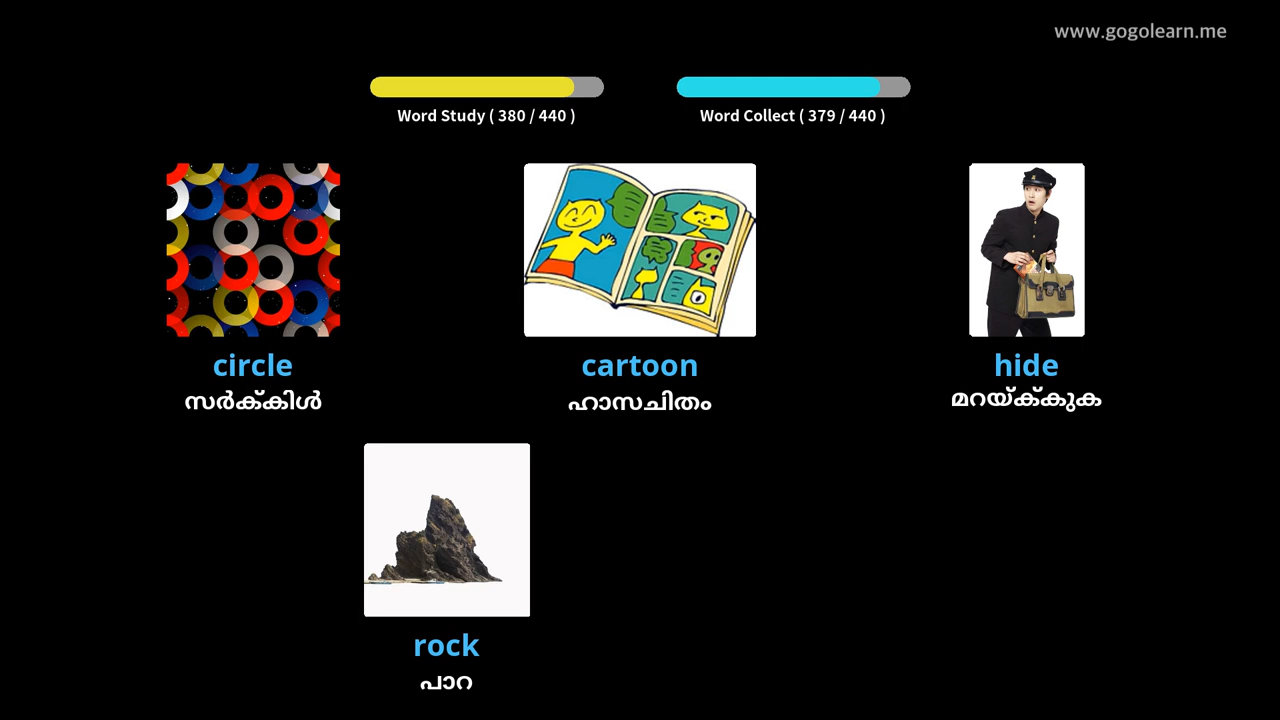 www.gogolearn.me
Word Study ( 380 / 440 )
Word Collect ( 379 / 440 )
circle
സർക്കിൾ
cartoon
ഹാസചിതം
hide
മറയ്ക്കുക
rock
പാറ